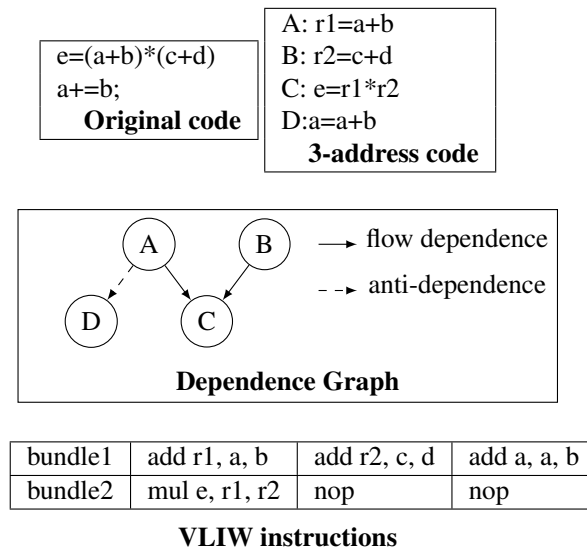 e=(a+b)*(c+d)
a+=b;
Original code
A: r1=a+b
B: r2=c+d
C: e=r1*r2
D:a=a+b
3-address code
A
B
flow dependence
D
C
anti-dependence
Dependence Graph
bundle1 add r1, a, b add r2, c, d add a, a, b
bundle2 mul e, r1, r2 nop nop
VLIW instructions